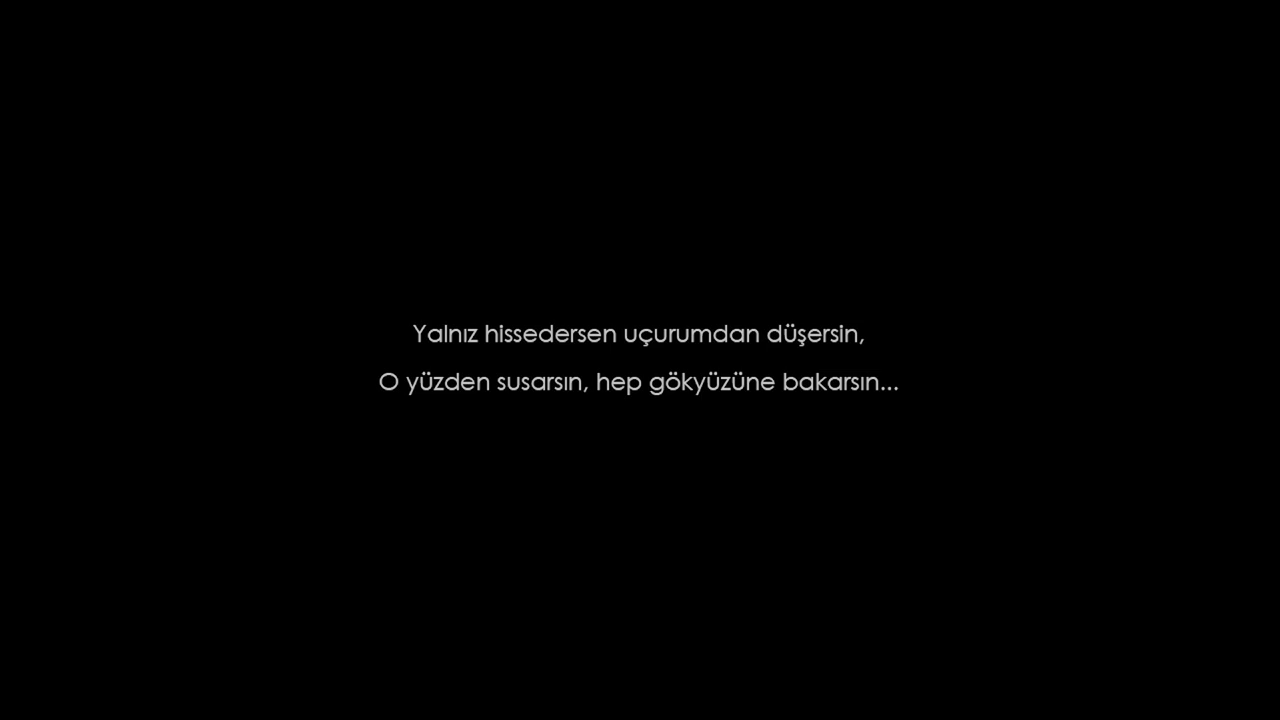 Yalnız hissedersen uçurumdan düşersin,
O yüzden susarsın, hep gökyüzüne bakarsın...